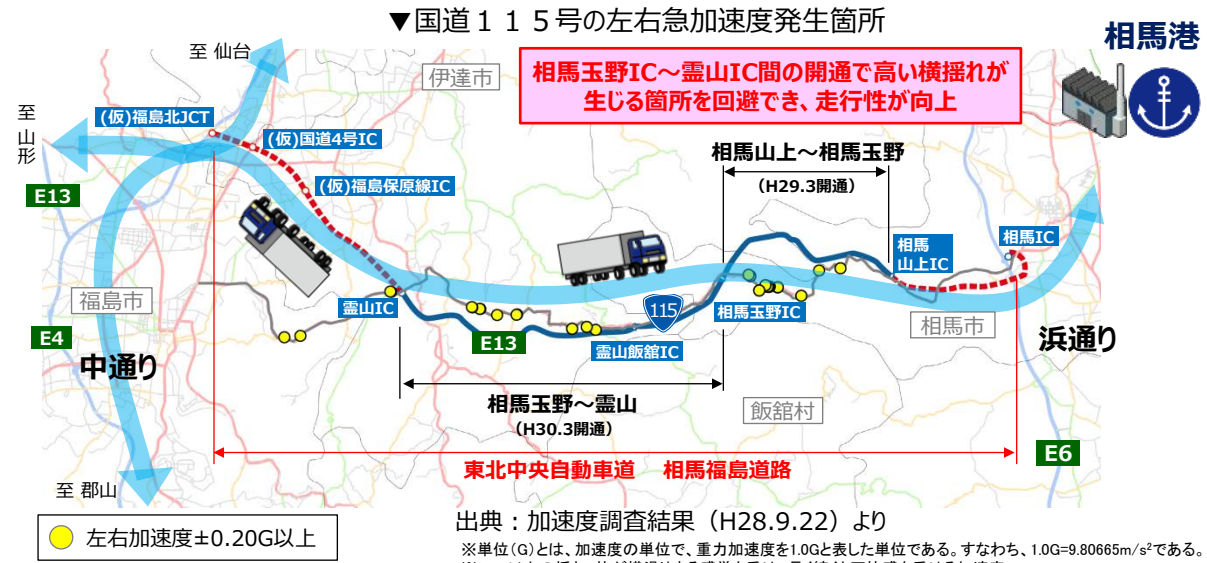 ▼国道１１５号の左右急加速度発生箇所
相馬港
至 仙台
伊達市
相馬玉野IC～霊山IC間の開通で高い横揺れが
生じる箇所を回避でき、走行性が向上
至 山形
(仮)福島北JCT
(仮)国道4号IC
(仮)福島保原線IC
相馬山上～相馬玉野
(H29.3開通)
E13
相馬
山上IC
相馬IC
福島市
霊山IC
115
相馬玉野IC
相馬市
E4
中通り
E13
霊山飯舘IC
浜通り
相馬玉野～霊山
(H30.3開通)
飯舘村
東北中央自動車道　相馬福島道路
E6
至 郡山
左右加速度±0.20G以上
出典：加速度調査結果（H28.9.22）より
※単位(G)とは、加速度の単位で、重力加速度を1.0Gと表した単位である。すなわち、1.0G=9.80665m/s²である。